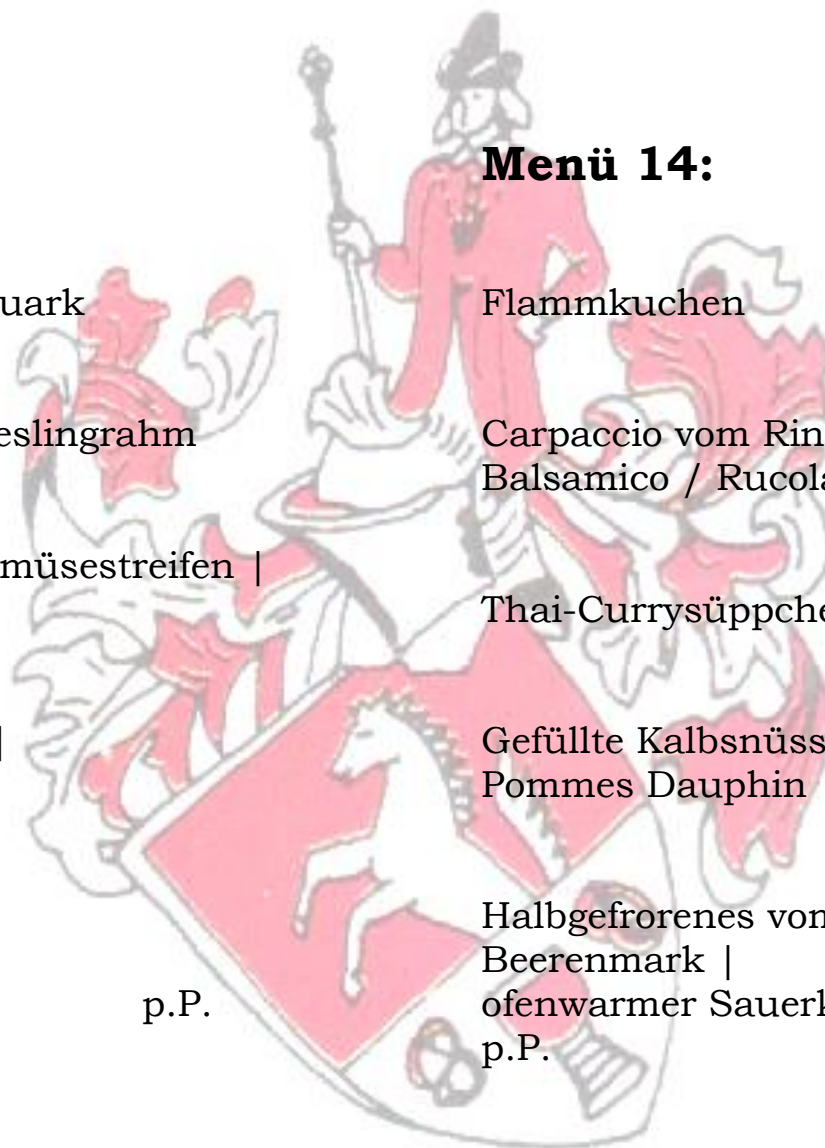 uark
eslingrahm
müsestreifen |
|
p.P.
Menü 14:
Flammkuchen
Carpaccio vom Rin
Balsamico / Rucola
Thai-Currysüppche
Gefüllte Kalbsnüss
Pommes Dauphin
Halbgefrorenes von
Beerenmark |
ofenwarmer Sauerk
p.P.